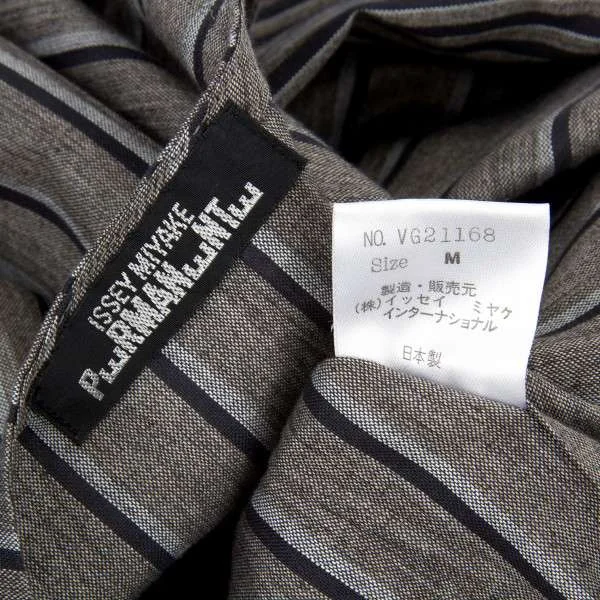 ISSEY MIYAKE
PERMANENTE
NO. VG21168
Size M
製造・販売元
(株)イッセイ ミヤケ
インターナショナル
日本製